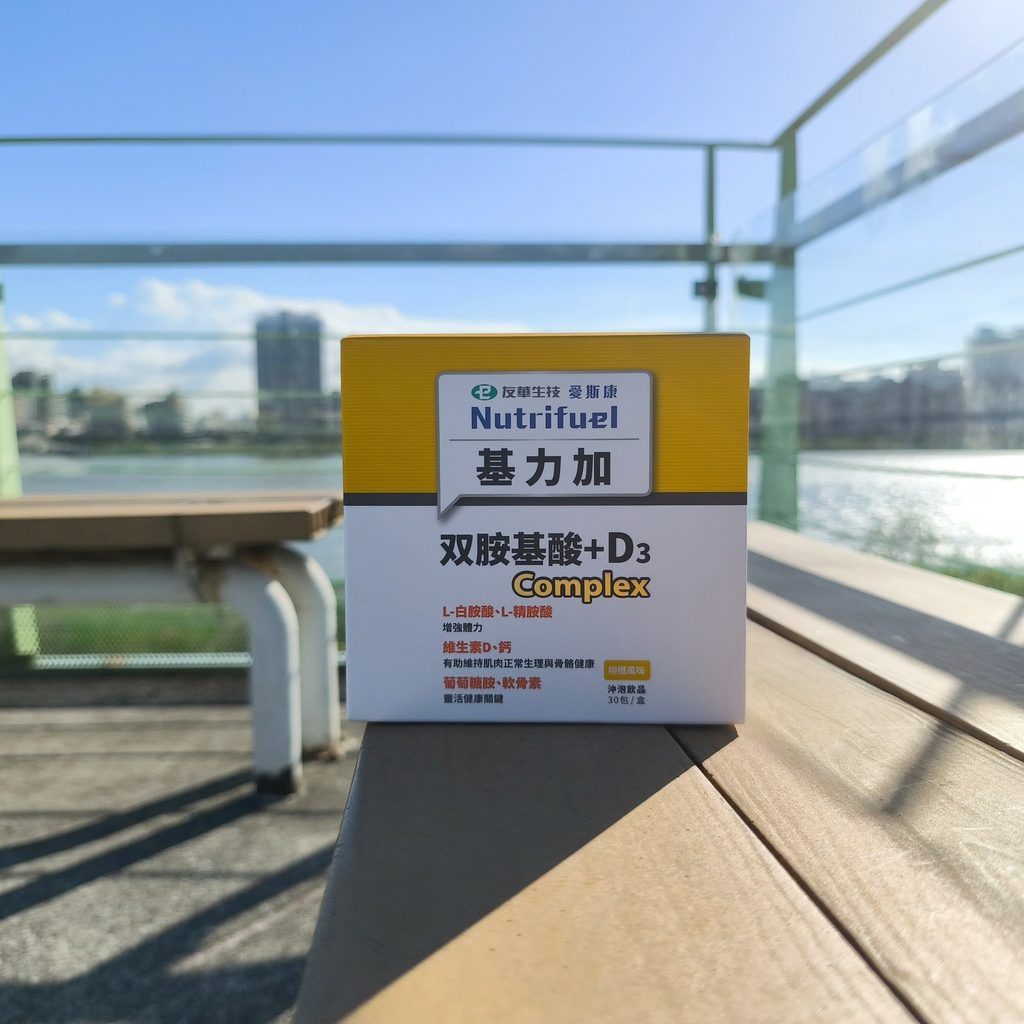 友華生技 愛斯康
Nutrifuel
基力加
双胺基酸+D3
Complex
L-白胺酸、L-精胺酸
增強體力
維生素D、鈣
有助維持肌肉正常生理與骨骼健康
葡萄糖胺、軟骨素
靈活健康關鍵
柳橙風味
沖泡飲品
30包/盒